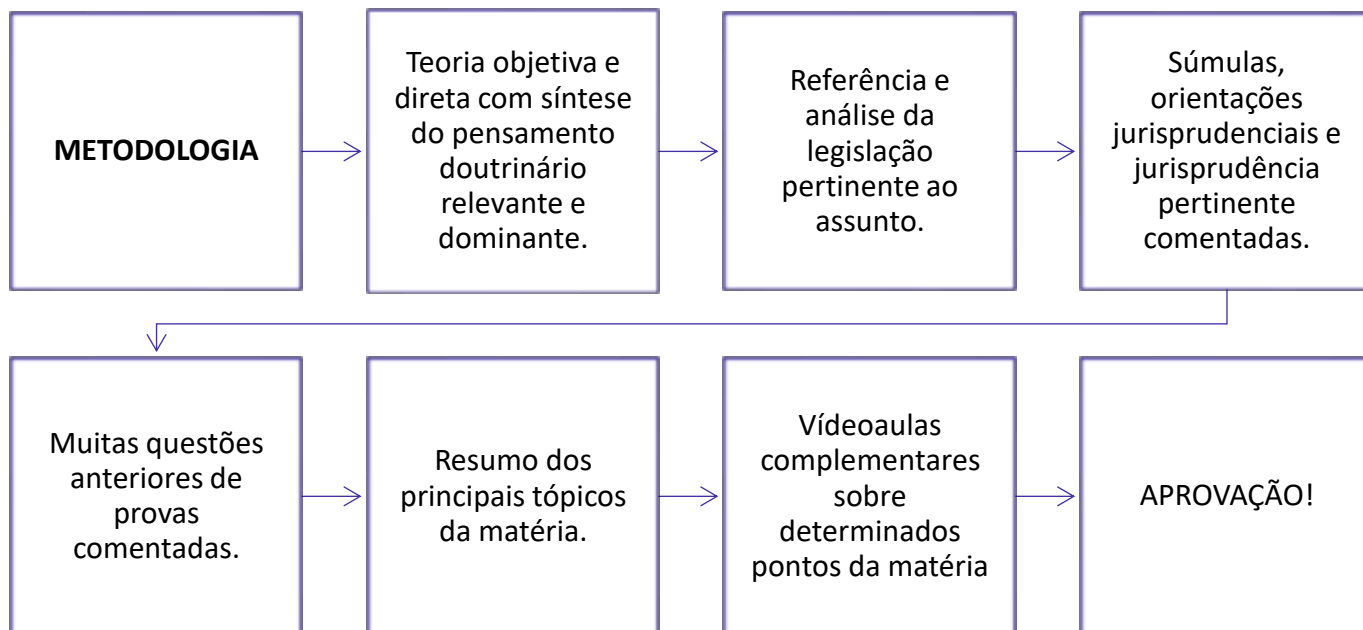 METODOLOGIA
Teoria objetiva e
direta com síntese
do pensamento
doutrinário
relevante e
dominante.
Referência e
análise da
legislação
pertinente ao
assunto.
Súmulas,
orientações
jurisprudenciais e
jurisprudência
pertinente
comentadas.
Muitas questões
anteriores de
provas
comentadas.
Resumo dos
principais tópicos
da matéria.
Vídeoaulas
complementares
sobre
determinados
pontos da matéria
APROVAÇÃO!